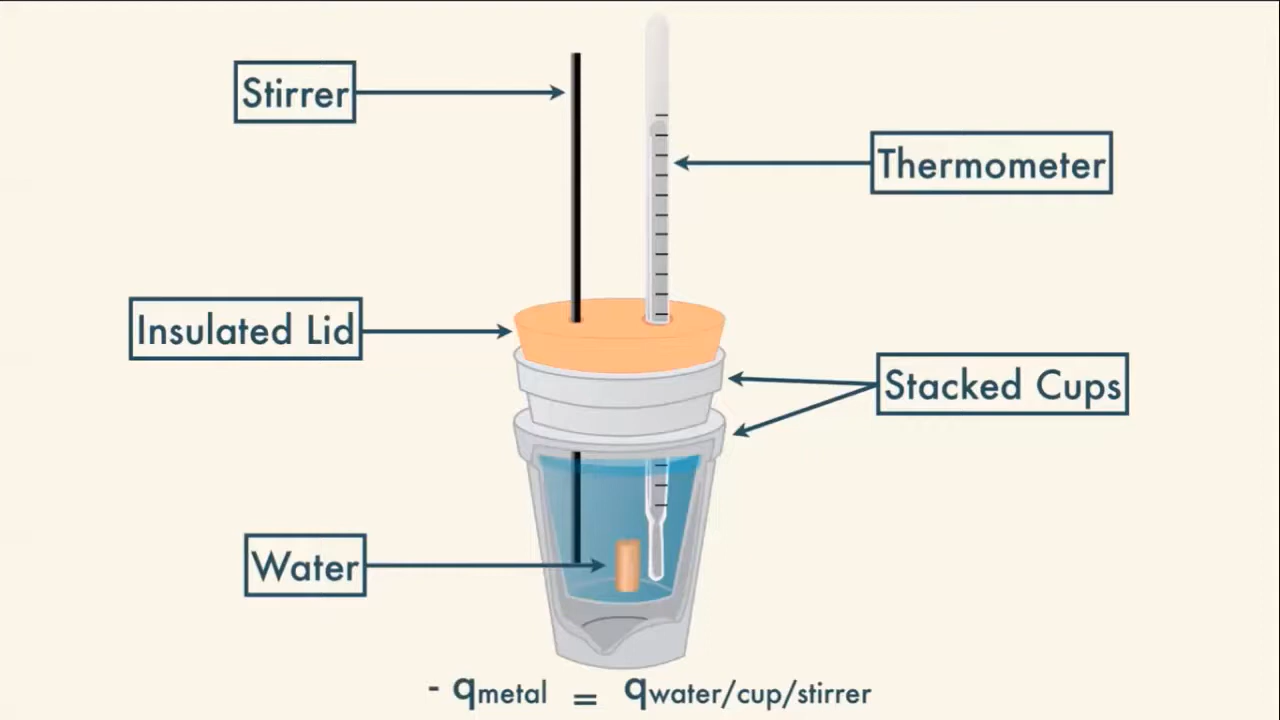 Stirrer
Thermometer
Insulated Lid
Stacked Cups
Water
- qmetal = qwater/cup/stirrer